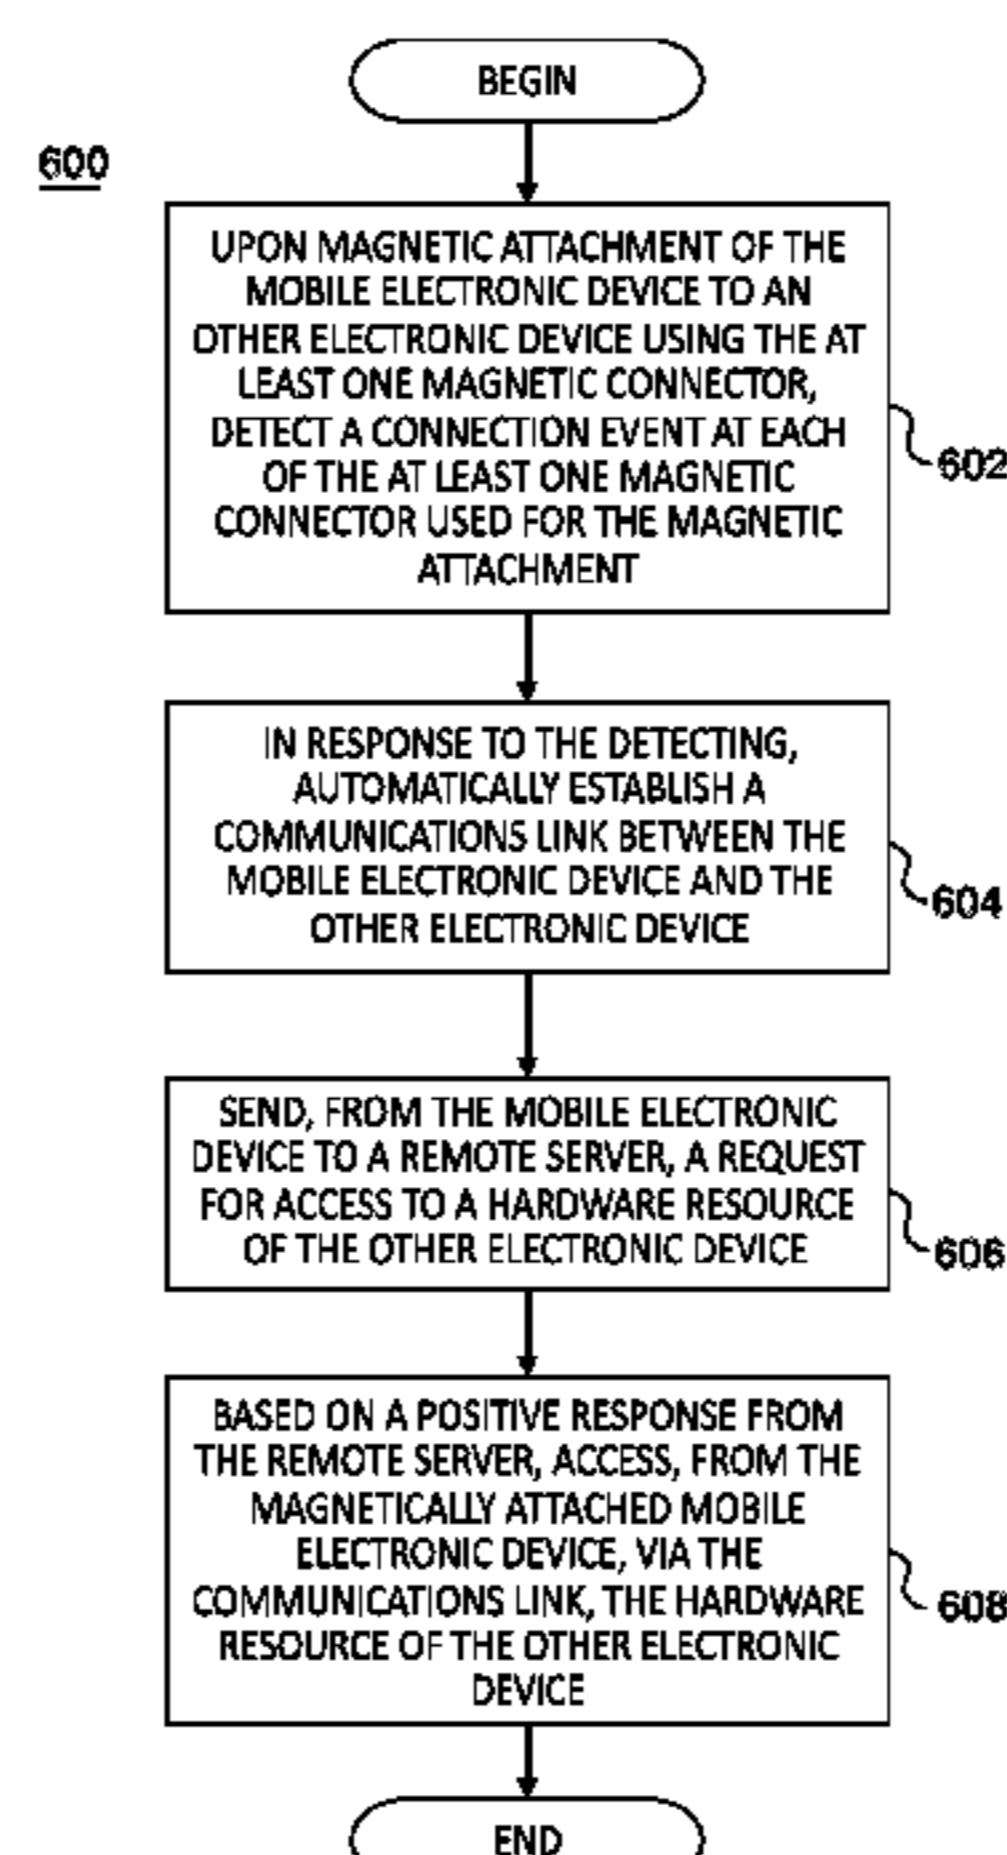 BEGIN
600
UPON MAGNETIC ATTACHMENT OF THE
MOBILE ELECTRONIC DEVICE TO AN
OTHER ELECTRONIC DEVICE USING THE AT
LEAST ONE MAGNETIC CONNECTOR,
DETECT A CONNECTION EVENT AT EACH
OF THE AT LEAST ONE MAGNETIC
CONNECTOR USED FOR THE MAGNETIC
ATTACHMENT
602
IN RESPONSE TO THE DETECTING,
AUTOMATICALLY ESTABLISH A
COMMUNICATIONS LINK BETWEEN THE
MOBILE ELECTRONIC DEVICE AND THE
OTHER ELECTRONIC DEVICE
604
SEND, FROM THE MOBILE ELECTRONIC
DEVICE TO A REMOTE SERVER, A REQUEST
FOR ACCESS TO A HARDWARE RESOURCE
OF THE OTHER ELECTRONIC DEVICE
606
BASED ON A POSITIVE RESPONSE FROM
THE REMOTE SERVER, ACCESS, FROM THE
MAGNETICALLY ATTACHED MOBILE
ELECTRONIC DEVICE, VIA THE
COMMUNICATIONS LINK, THE HARDWARE
RESOURCE OF THE OTHER ELECTRONIC
DEVICE
608
END